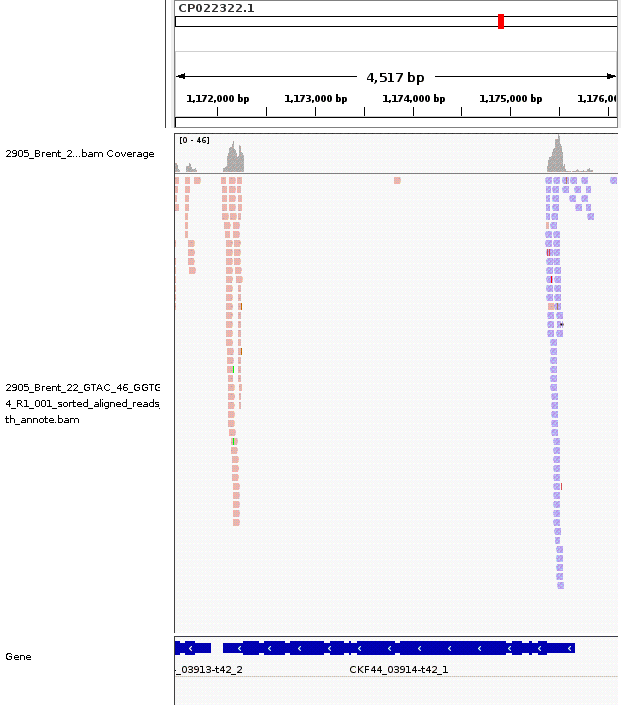 CP022322.1
4,517 bp
1,172,000 bp 1,173,000 bp 1,174,000 bp 1,175,000 bp 1,176,0
[0 - 46]
2905_Brent_2...bam Coverage
2905_Brent_22_GTAC_46_GGTG
4_R1_001_sorted_aligned_reads_
th_annote.bam
Gene
_03913-t42_2 CKF44_03914-t42_1